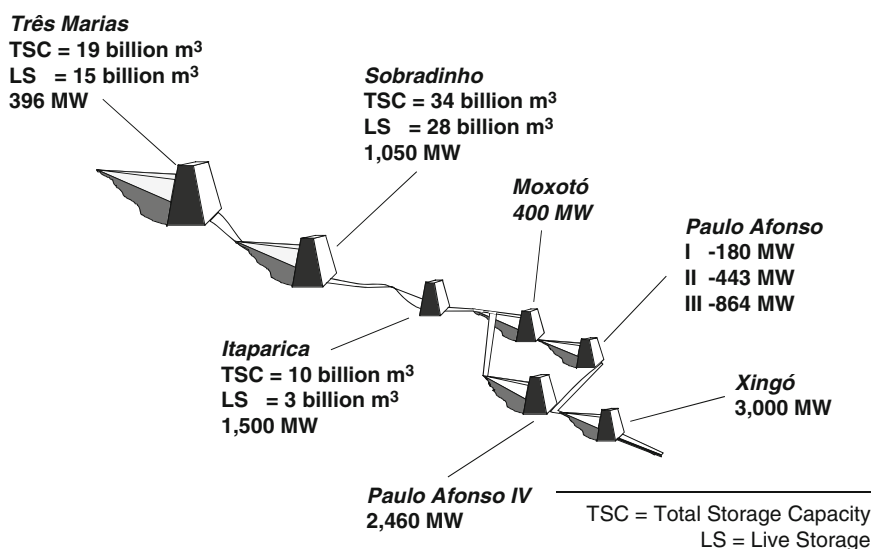 Três Marias
TSC = 19 billion m³
LS = 15 billion m³
396 MW
Sobradinho
TSC = 34 billion m³
LS = 28 billion m³
1,050 MW
Moxotó
400 MW
Paulo Afonso
I -180 MW
II -443 MW
III -864 MW
Itaparica
TSC = 10 billion m³
LS = 3 billion m³
1,500 MW
Xingó
3,000 MW
Paulo Afonso IV
2,460 MW
TSC = Total Storage Capacity
LS = Live Storage